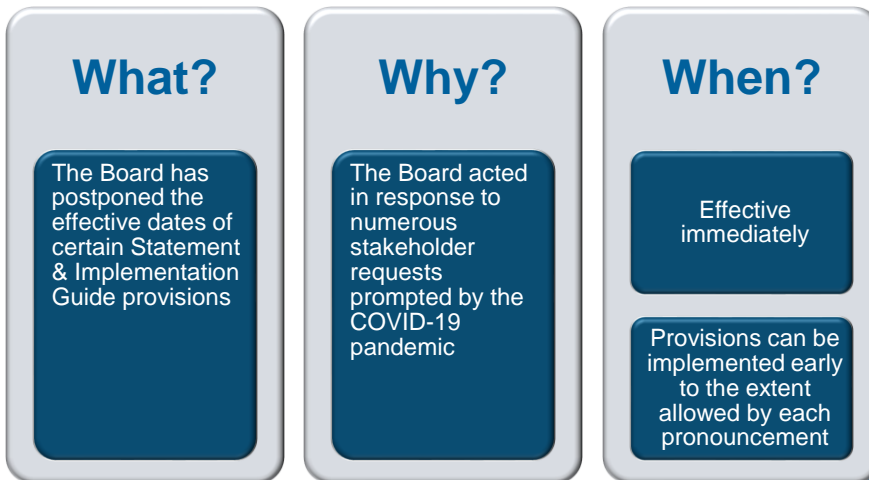 What?
The Board has
postponed the
effective dates of
certain Statement
& Implementation
Guide provisions
Why?
The Board acted
in response to
numerous
stakeholder
requests
prompted by the
COVID-19
pandemic
When?
Effective
immediately
Provisions can be
implemented early
to the extent
allowed by each
pronouncement